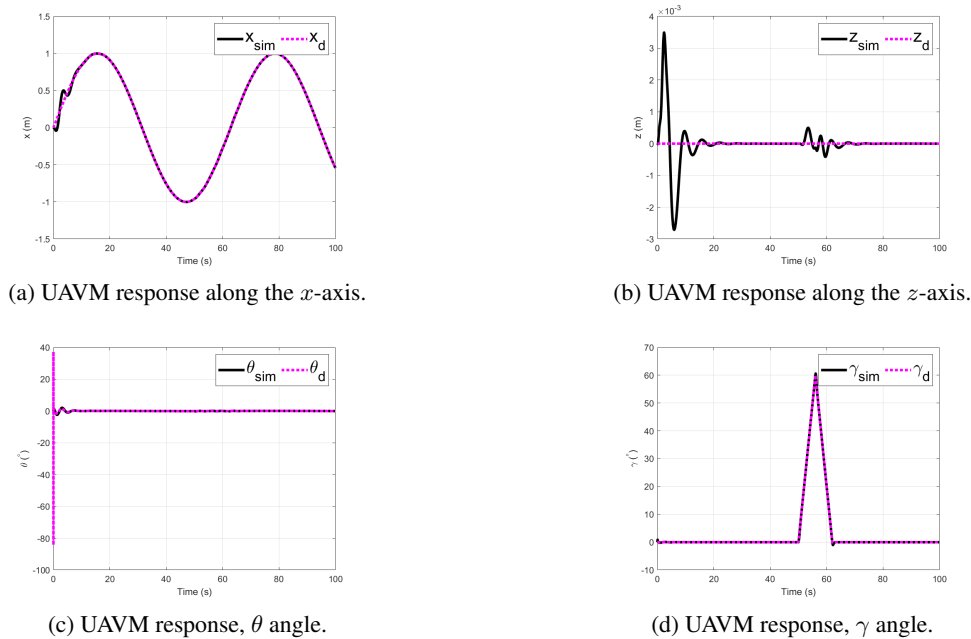 1.5
x_sim x_d
1
0.5
0
-0.5
-1
-1.5
x (m)
0 20 40 60 80 100
Time (s)
(a) UAVM response along the x-axis.
×10⁻³
4
z_sim z_d
3
2
1
0
-1
-2
-3
z (m)
0 20 40 60 80 100
Time (s)
(b) UAVM response along the z-axis.
40
θ_sim θ_d
20
0
-20
-40
-60
-80
-100
θ (°)
0 20 40 60 80 100
Time (s)
(c) UAVM response, θ angle.
70
γ_sim γ_d
60
50
40
30
20
10
0
-10
γ (°)
0 20 40 60 80 100
Time (s)
(d) UAVM response, γ angle.